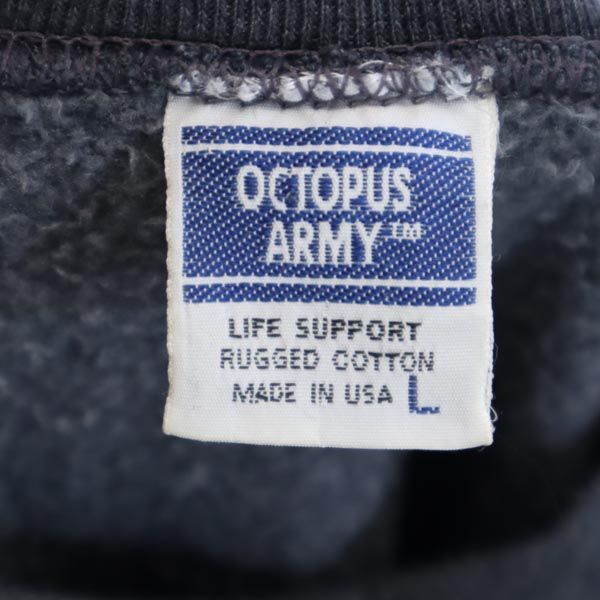 OCTOPUS
ARMY™
LIFE SUPPORT
RUGGED COTTON
MADE IN USA L